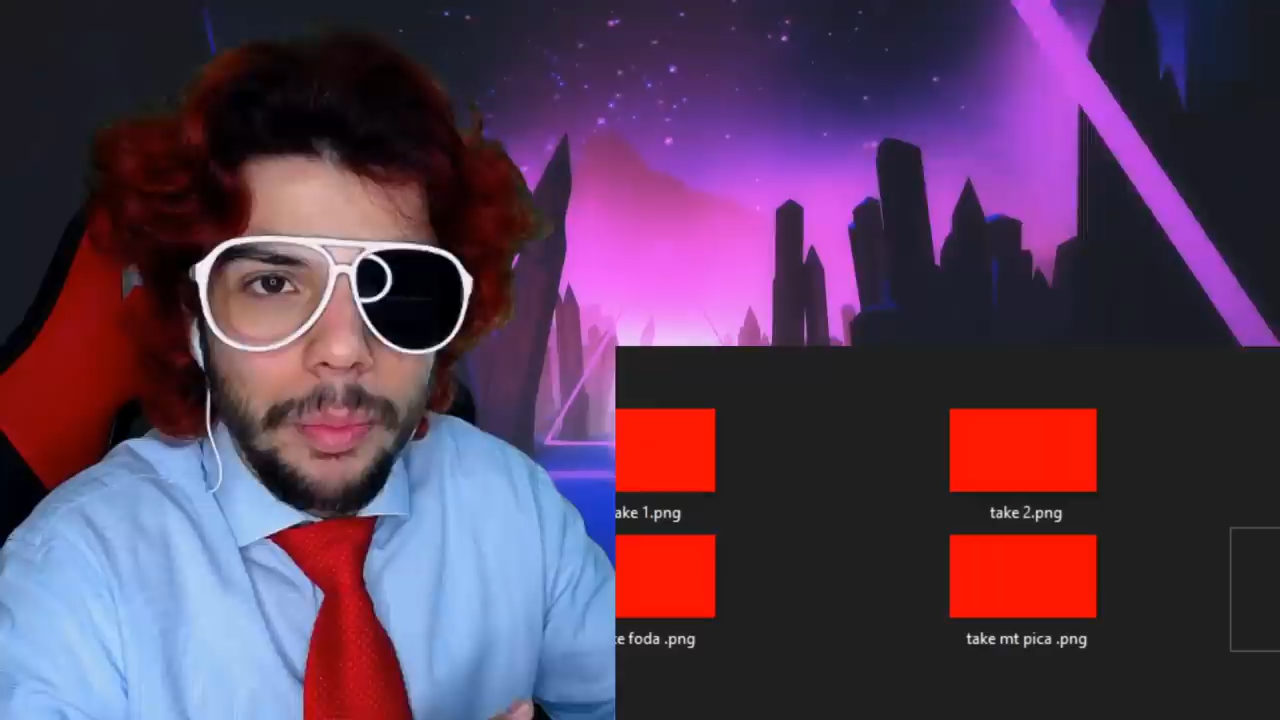 ake 1.png
take 2.png
e foda .png
take mt pica .png